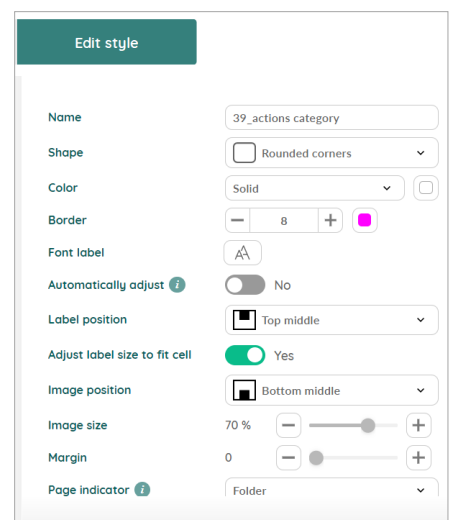 Edit style
Name 39_actions category
Shape Rounded corners
Color Solid
Border 8
Font label AA
Automatically adjust i No
Label position Top middle
Adjust label size to fit cell Yes
Image position Bottom middle
Image size 70 %
Margin 0
Page indicator i Folder